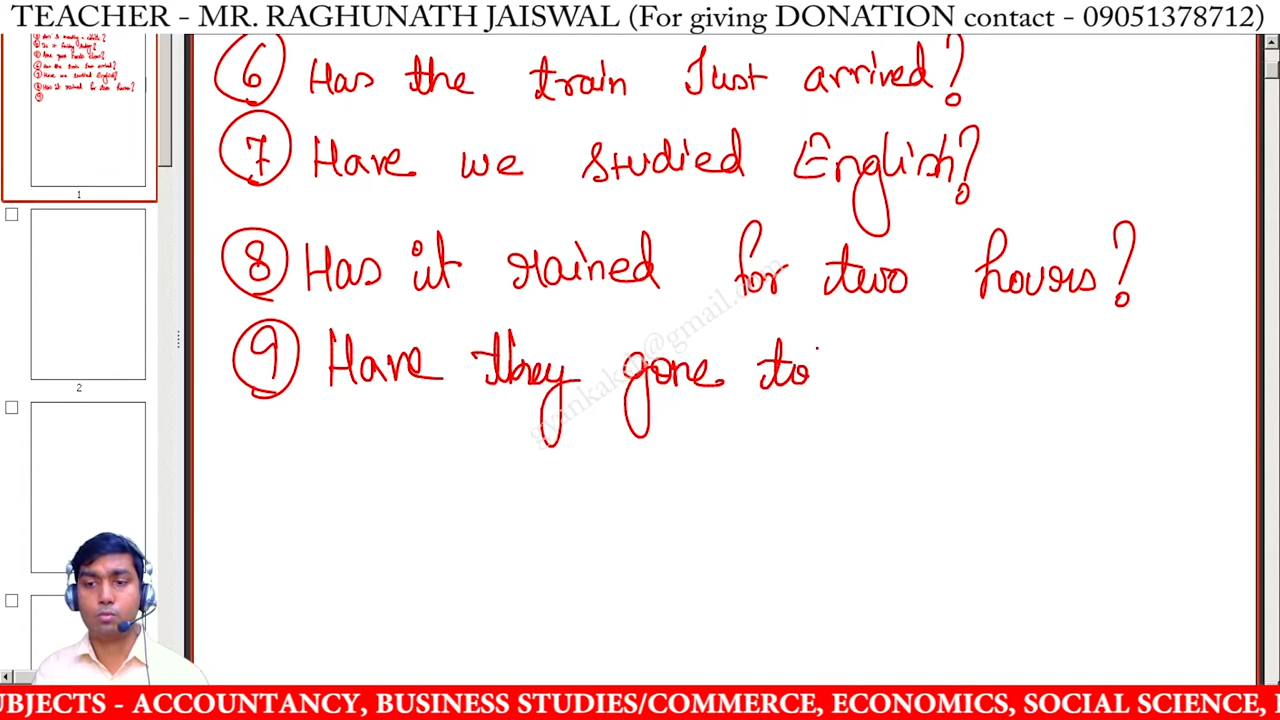 TEACHER - MR. RAGHUNATH JAISWAL (For giving DONATION contact - 09051378712)
6 Has the train Just arrived?
7 Have we studied English?
8 Has it rained for two hours?
9 Have they gone to
1
2
UBJECTS - ACCOUNTANCY, BUSINESS STUDIES/COMMERCE, ECONOMICS, SOCIAL SCIENCE,